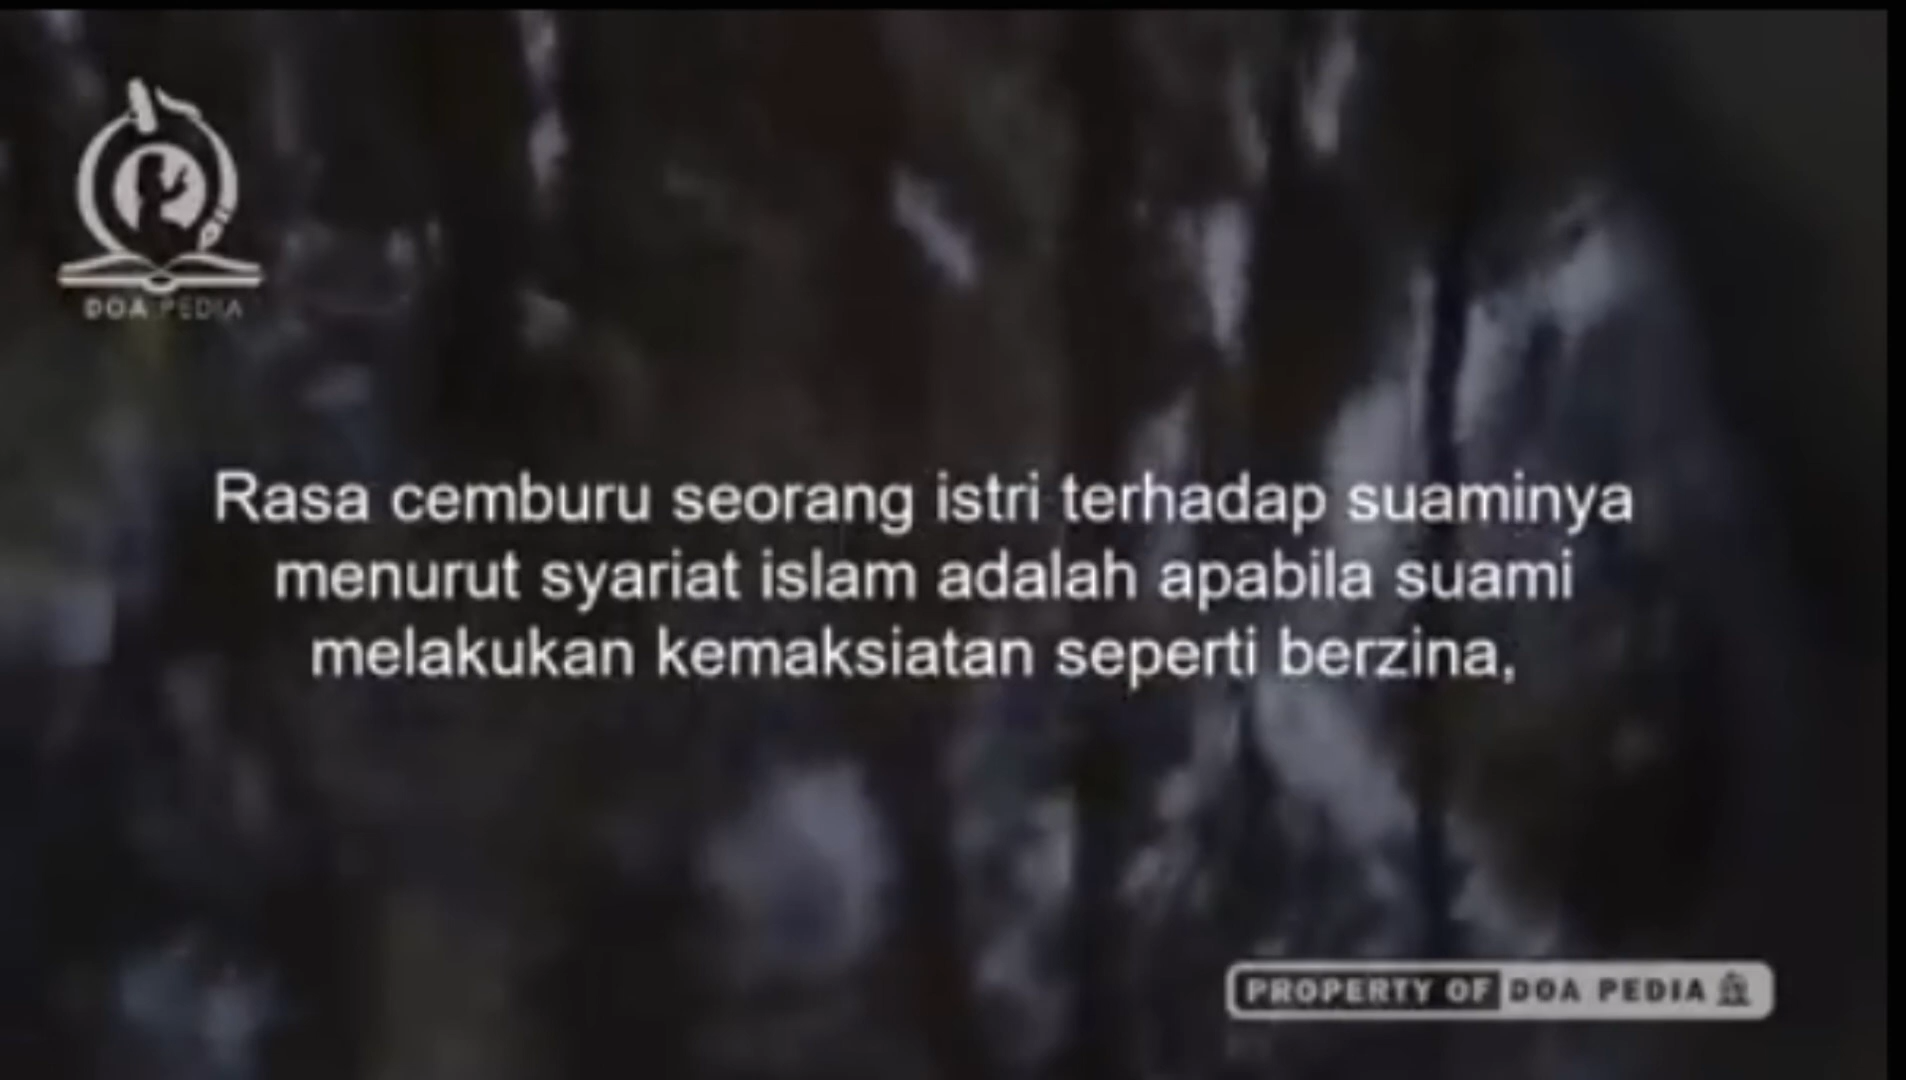 DOA PEDIA
Rasa cemburu seorang istri terhadap suaminya
menurut syariat islam adalah apabila suami
melakukan kemaksiatan seperti berzina,
PROPERTY OF DOA PEDIA